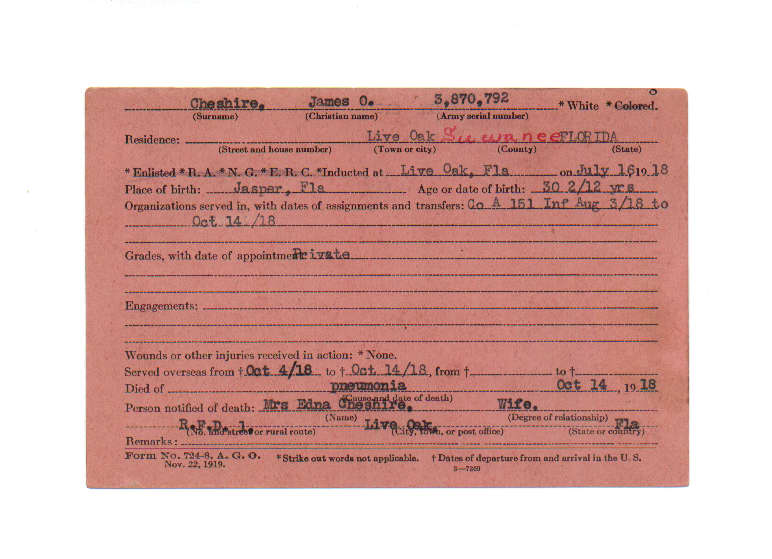 Cheshire, James O. 3,870,792 * White * Colored.
(Surname) (Christian name) (Army serial number)
Residence: Live Oak Suwanee FLORIDA
(Street and house number) (Town or city) (County) (State)
* Enlisted * R. A. * N. G. * E. R. C. * Inducted at Live Oak, Fla on July 16 19 18
Place of birth: Jasper, Fla Age or date of birth: 30 2/12 yrs
Organizations served in, with dates of assignments and transfers: Co A 151 Inf Aug 3/18 to
Oct 14 /18
Grades, with date of appointment: Private
Engagements:
Wounds or other injuries received in action: * None.
Served overseas from † Oct 4/18 to † Oct 14/18, from † to †
Died of pneumonia Oct 14, 19 18
(Cause and date of death)
Person notified of death: Mrs Edna Cheshire, Wife,
(Name) (Degree of relationship)
R.F.D. 1, Live Oak, Fla
(No. and street or rural route) (City, town, or post office) (State or country)
Remarks:
Form No. 724-8, A. G. O. * Strike out words not applicable. † Dates of departure from and arrival in the U. S.
Nov. 22, 1919. 3—7260